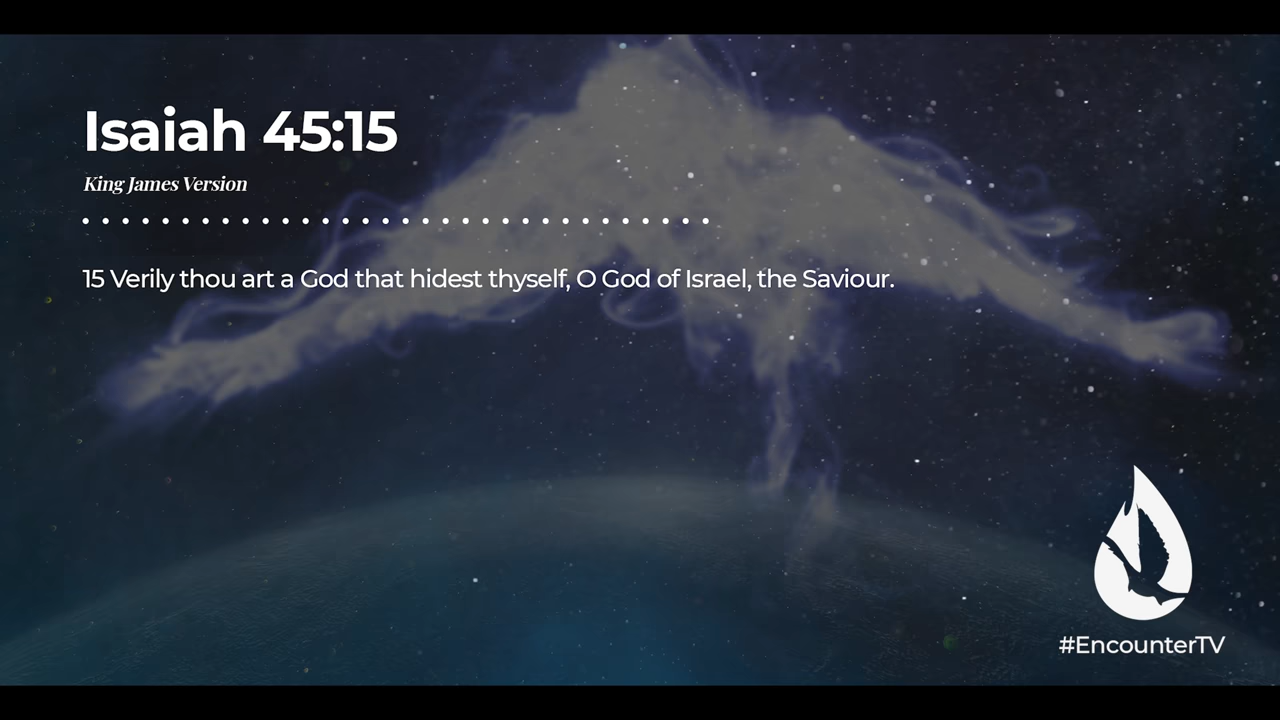 Isaiah 45:15
King James Version
15 Verily thou art a God that hidest thyself, O God of Israel, the Saviour.
#EncounterTV